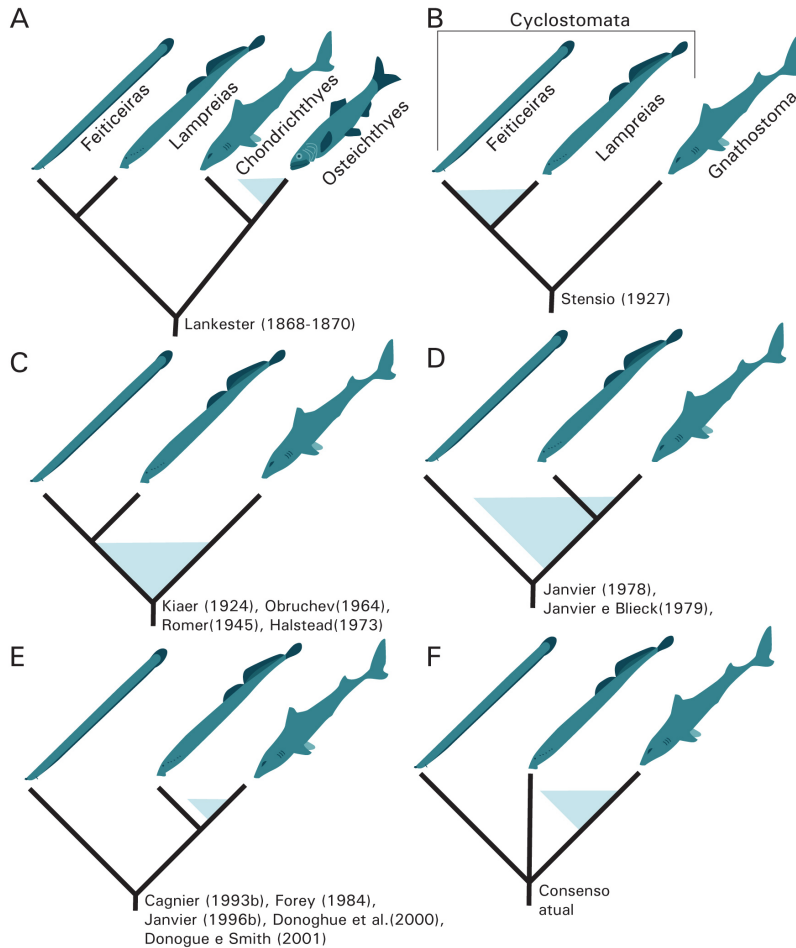 A
Feiticeiras
Lampreias
Chondrichthyes
Osteichthyes
Lankester (1868-1870)
B
Cyclostomata
Feiticeiras
Lampreias
Gnathostoma
Stensio (1927)
C
Kiaer (1924), Obruchev(1964),
Romer(1945), Halstead(1973)
D
Janvier (1978),
Janvier e Blieck(1979),
E
Cagnier (1993b), Forey (1984),
Janvier (1996b), Donoghue et al.(2000),
Donogue e Smith (2001)
F
Consenso
atual